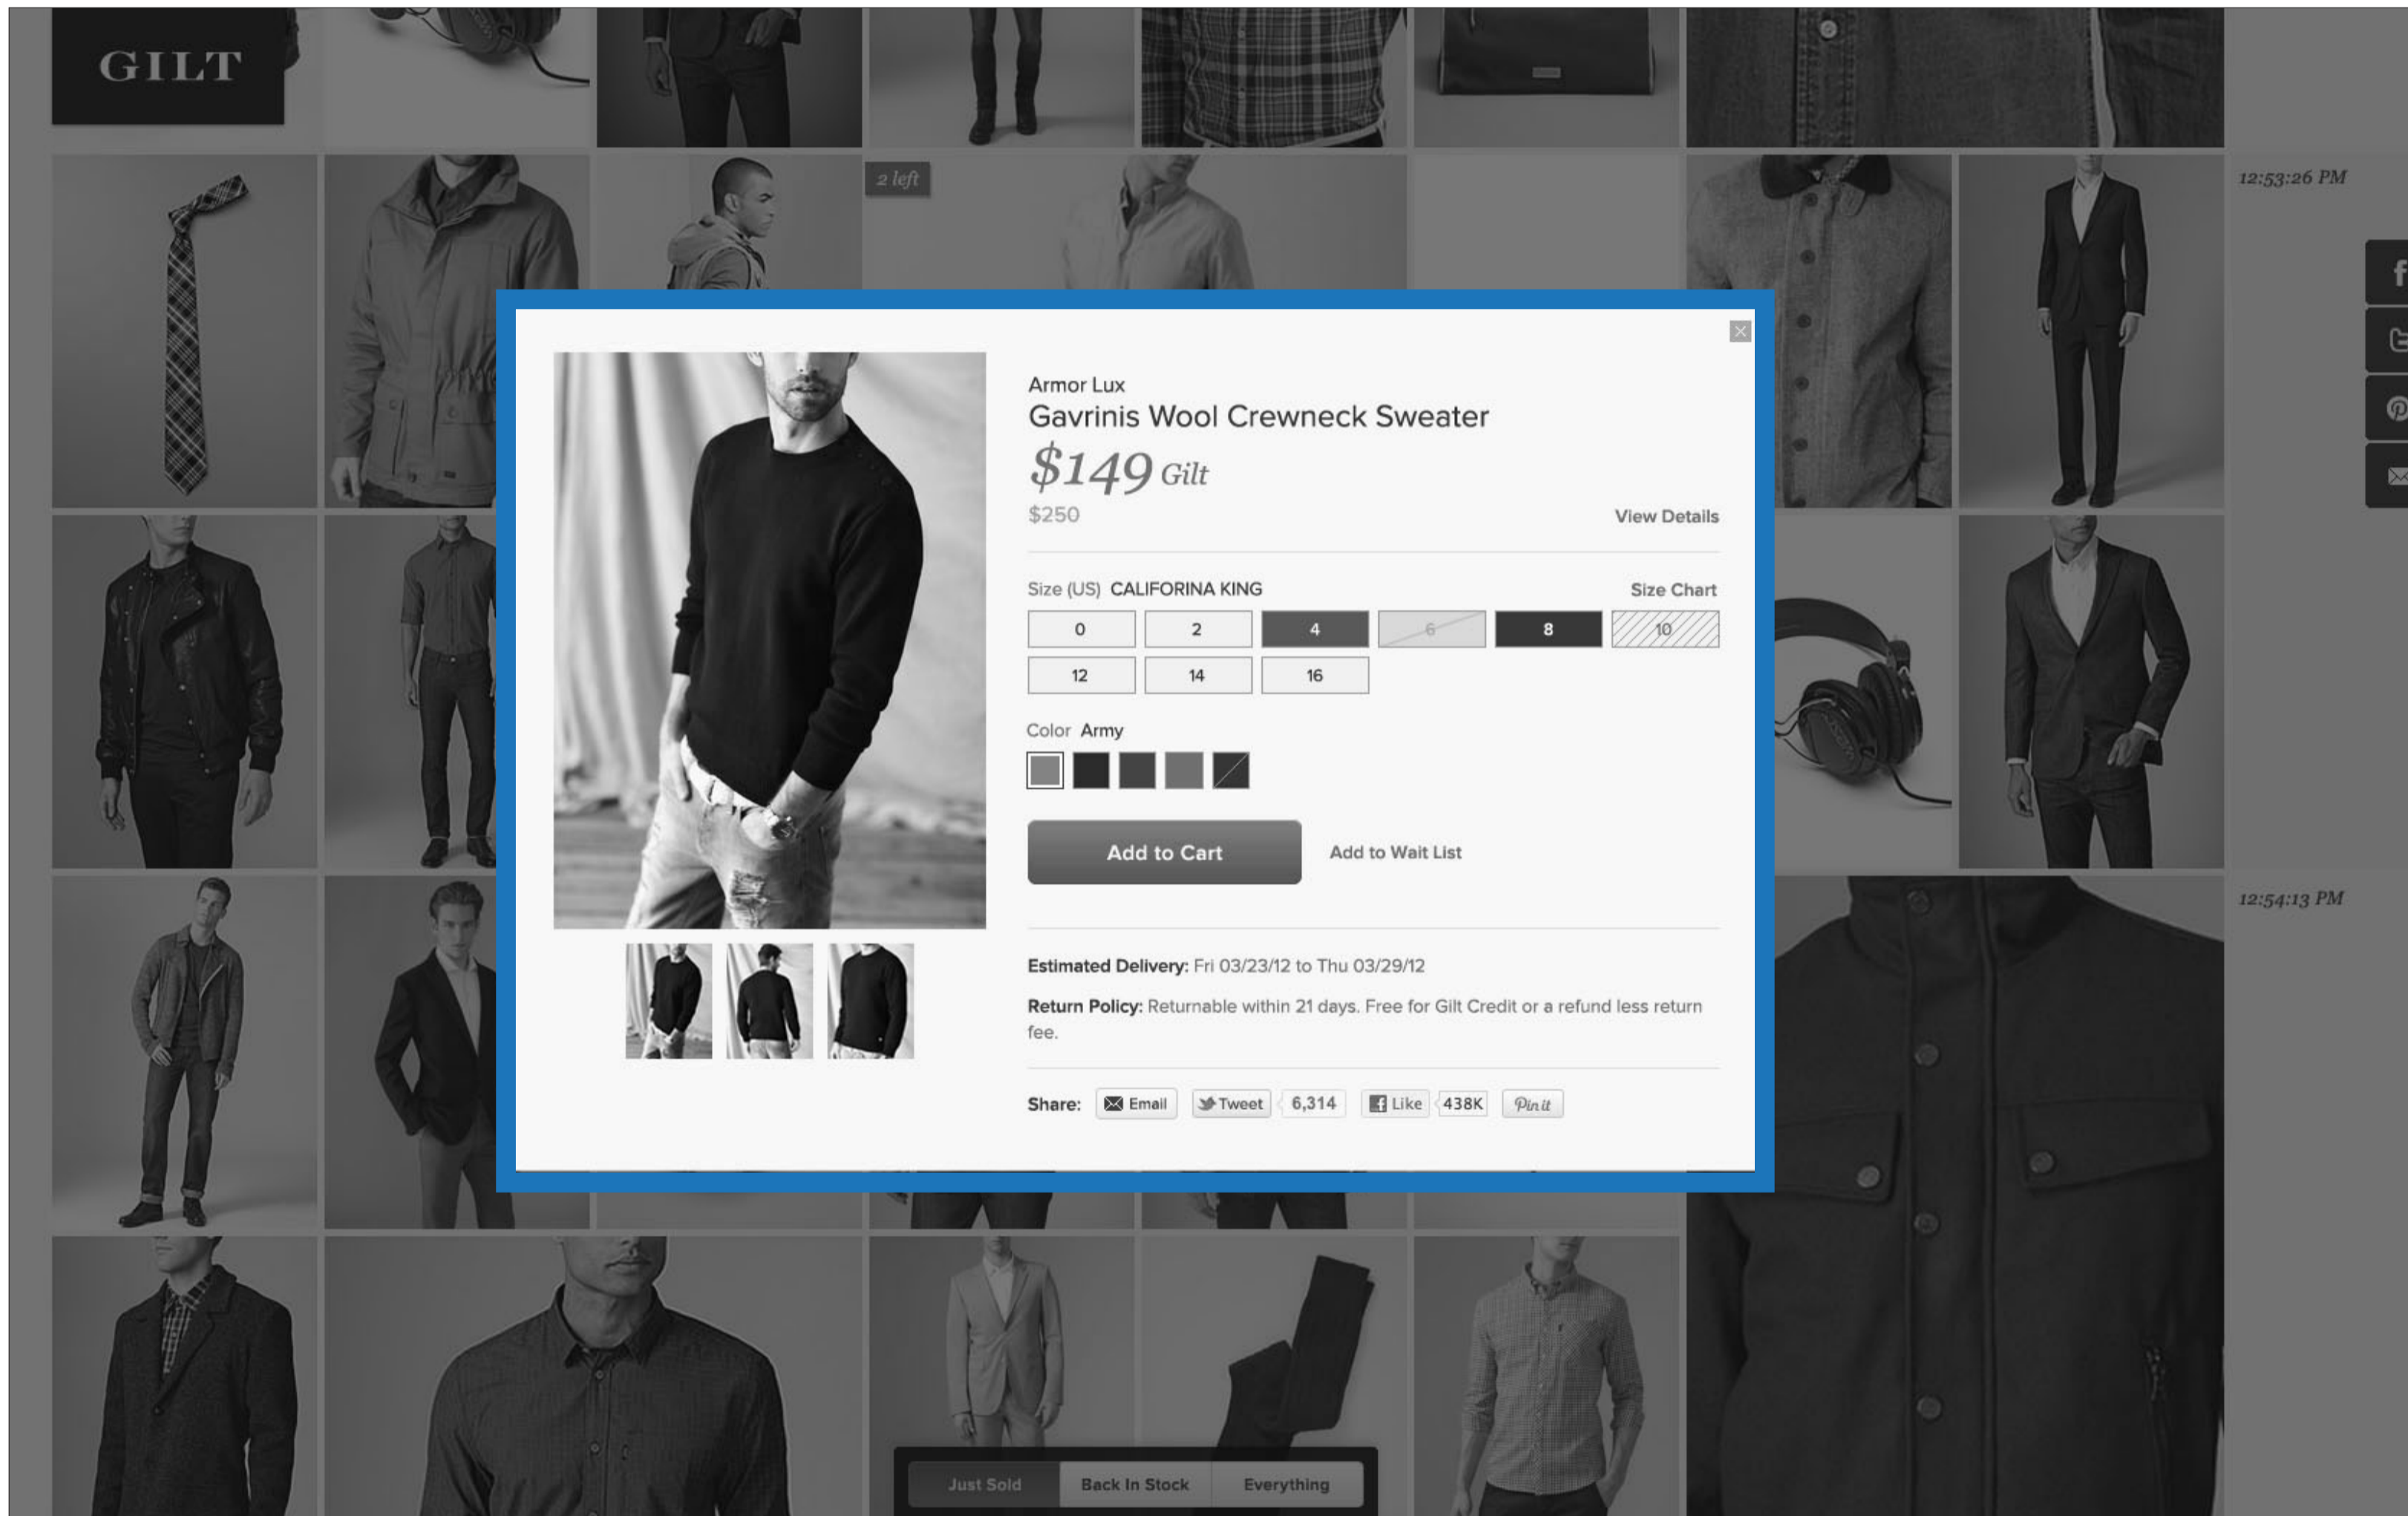 GILT
2 left
12:53:26 PM
Armor Lux
Gavrinis Wool Crewneck Sweater
$149 Gilt
$250
View Details
Size (US) CALIFORINA KING
Size Chart
0 2 4 6 8 10
12 14 16
Color Army
Add to Cart
Add to Wait List
Estimated Delivery: Fri 03/23/12 to Thu 03/29/12
Return Policy: Returnable within 21 days. Free for Gilt Credit or a refund less return
fee.
Share: Email Tweet 6,314 Like 438K Pin it
12:54:13 PM
Just Sold Back In Stock Everything